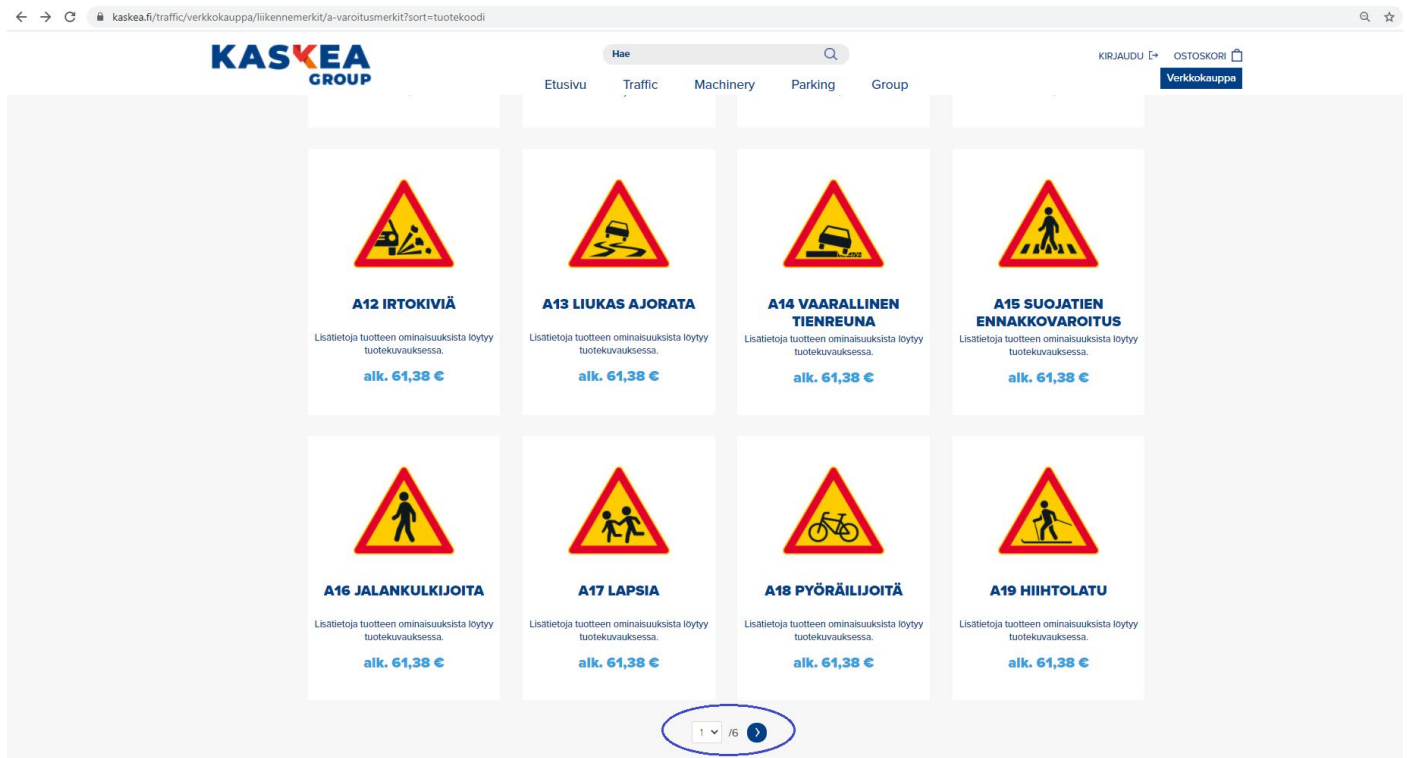 kaskea.fi/traffic/verkkokauppa/liikennemerkit/a-varoitusmerkit?sort=tuotekoodi
KASKEA
GROUP
Hae
KIRJAUDU
OSTOSKORI
Etusivu Traffic Machinery Parking Group
Verkkokauppa
A12 IRTOKIVIÄ
Lisätietoja tuotteen ominaisuuksista löytyy
tuotekuvauksessa.
alk. 61,38 €
A13 LIUKAS AJORATA
Lisätietoja tuotteen ominaisuuksista löytyy
tuotekuvauksessa.
alk. 61,38 €
A14 VAARALLINEN
TIENREUNA
Lisätietoja tuotteen ominaisuuksista löytyy
tuotekuvauksessa.
alk. 61,38 €
A15 SUOJATIEN
ENNAKKOVAROITUS
Lisätietoja tuotteen ominaisuuksista löytyy
tuotekuvauksessa.
alk. 61,38 €
A16 JALANKULKIJOITA
Lisätietoja tuotteen ominaisuuksista löytyy
tuotekuvauksessa.
alk. 61,38 €
A17 LAPSIA
Lisätietoja tuotteen ominaisuuksista löytyy
tuotekuvauksessa.
alk. 61,38 €
A18 PYÖRÄILIJOITÄ
Lisätietoja tuotteen ominaisuuksista löytyy
tuotekuvauksessa.
alk. 61,38 €
A19 HIIHTOLATU
Lisätietoja tuotteen ominaisuuksista löytyy
tuotekuvauksessa.
alk. 61,38 €
1 /6